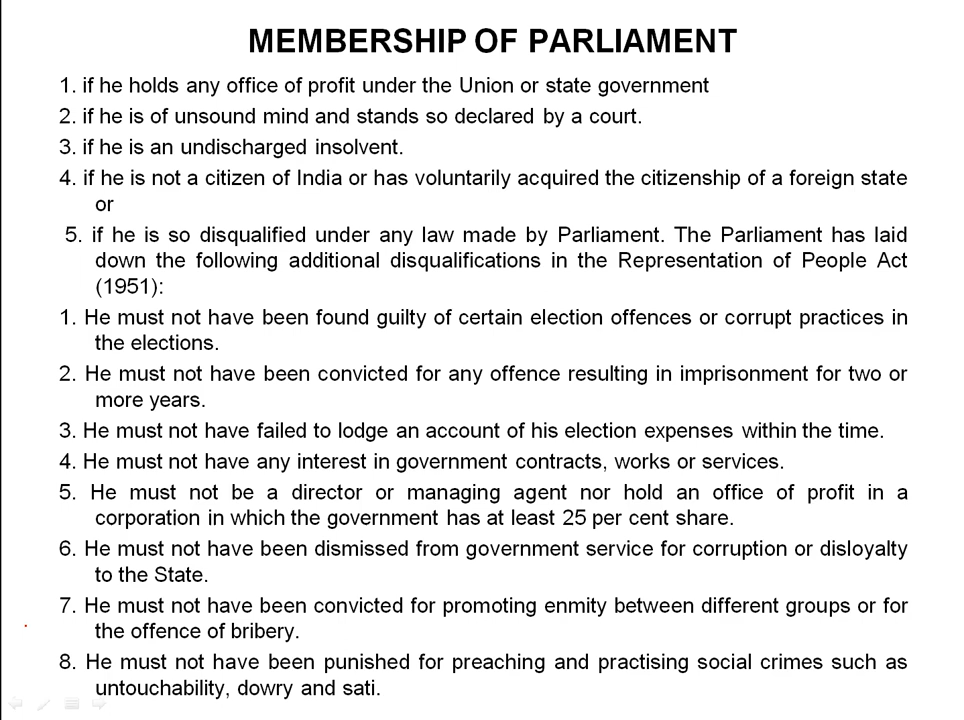 MEMBERSHIP OF PARLIAMENT
1. if he holds any office of profit under the Union or state government
2. if he is of unsound mind and stands so declared by a court.
3. if he is an undischarged insolvent.
4. if he is not a citizen of India or has voluntarily acquired the citizenship of a foreign state
or
5. if he is so disqualified under any law made by Parliament. The Parliament has laid
down the following additional disqualifications in the Representation of People Act
(1951):
1. He must not have been found guilty of certain election offences or corrupt practices in
the elections.
2. He must not have been convicted for any offence resulting in imprisonment for two or
more years.
3. He must not have failed to lodge an account of his election expenses within the time.
4. He must not have any interest in government contracts, works or services.
5. He must not be a director or managing agent nor hold an office of profit in a
corporation in which the government has at least 25 per cent share.
6. He must not have been dismissed from government service for corruption or disloyalty
to the State.
7. He must not have been convicted for promoting enmity between different groups or for
the offence of bribery.
8. He must not have been punished for preaching and practising social crimes such as
untouchability, dowry and sati.